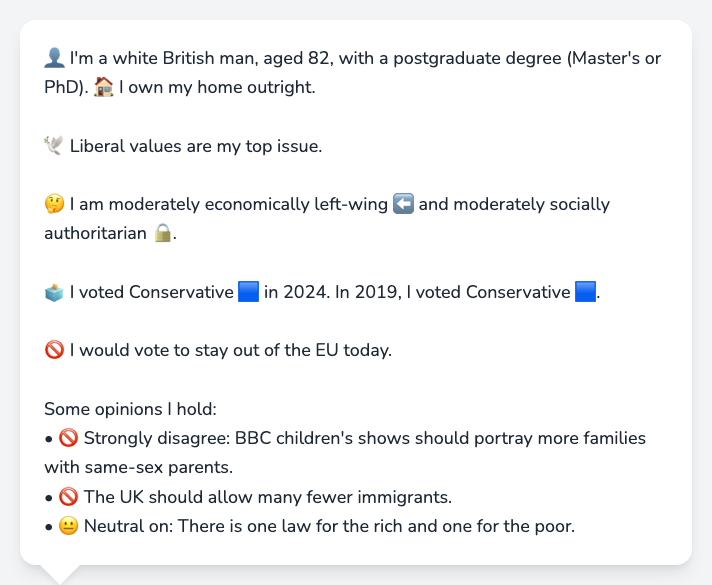 👤 I'm a white British man, aged 82, with a postgraduate degree (Master's or
PhD). 🏠 I own my home outright.
🕊️ Liberal values are my top issue.
🤔 I am moderately economically left-wing ⬅️ and moderately socially
authoritarian 🔒.
🗳️ I voted Conservative 🟦 in 2024. In 2019, I voted Conservative 🟦.
🚫 I would vote to stay out of the EU today.
Some opinions I hold:
• 🚫 Strongly disagree: BBC children's shows should portray more families
with same-sex parents.
• 🚫 The UK should allow many fewer immigrants.
• 😐 Neutral on: There is one law for the rich and one for the poor.